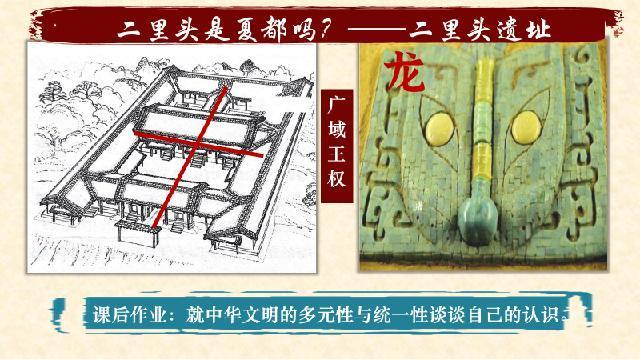 二里头是夏都吗？——二里头遗址
广域王权
龙
课后作业：就中华文明的多元性与统一性谈谈自己的认识。